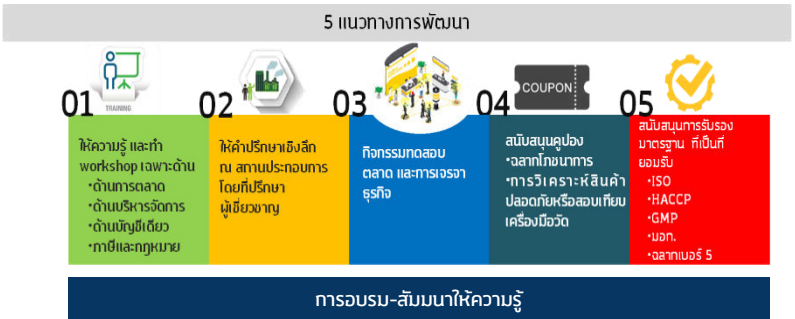 5 แนวทางการพัฒนา
01
TRAINING
ให้ความรู้ และทำ
workshop เฉพาะด้าน
•ด้านการตลาด
•ด้านบริหารจัดการ
•ด้านบัญชีเดียว
•ภาษีและกฎหมาย
02
ให้คำปรึกษาเชิงลึก
ณ สถานประกอบการ
โดยที่ปรึกษา
ผู้เชี่ยวชาญ
03
กิจกรรมทดสอบ
ตลาด และการเจรจา
ธุรกิจ
04
COUPON
สนับสนุนคูปอง
•ฉลากโภชนาการ
•การวิเคราะห์สินค้า
ปลอดภัยหรือสอบเทียบ
เครื่องมือวัด
05
สนับสนุนการรับรอง
มาตรฐาน ที่เป็นที่
ยอมรับ
•ISO
•HACCP
•GMP
•มอก.
•ฉลากเบอร์ 5
การอบรม-สัมมนาให้ความรู้